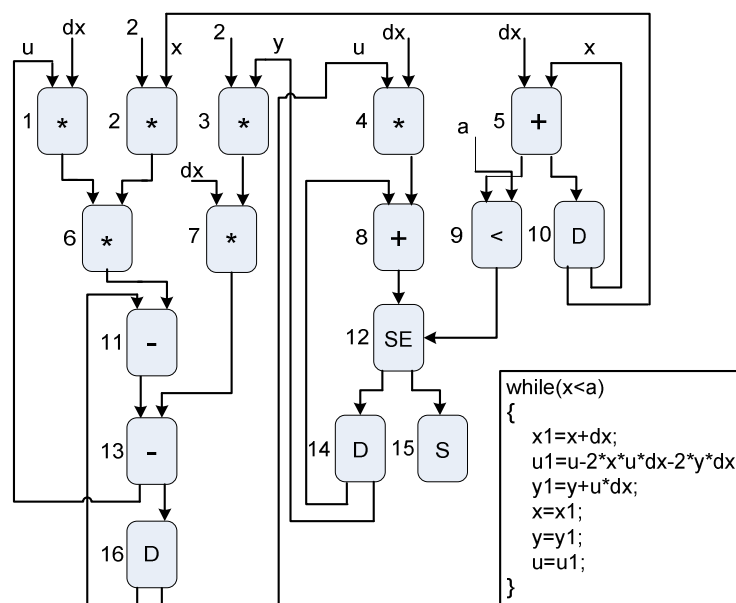 u dx 2 x 2 y u dx dx x
1 * 2 * 3 * 4 * a 5 +
dx
6 * 7 * 8 + 9 < 10 D
11 - 12 SE
13 - 14 D 15 S
16 D
while(x<a)
{
x1=x+dx;
u1=u-2*x*u*dx-2*y*dx
y1=y+u*dx;
x=x1;
y=y1;
u=u1;
}